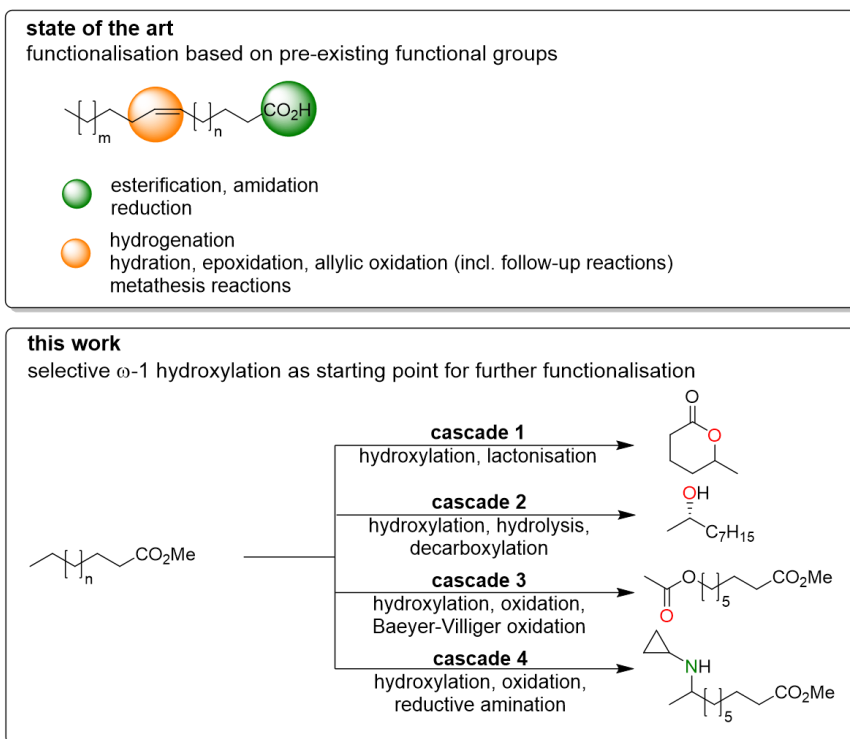 state of the art
functionalisation based on pre-existing functional groups
CO₂H
m
n
esterification, amidation
reduction
hydrogenation
hydration, epoxidation, allylic oxidation (incl. follow-up reactions)
metathesis reactions
this work
selective ω-1 hydroxylation as starting point for further functionalisation
CO₂Me
n
cascade 1
hydroxylation, lactonisation
O
O
cascade 2
hydroxylation, hydrolysis,
decarboxylation
OH
C₇H₁₅
cascade 3
hydroxylation, oxidation,
Baeyer-Villiger oxidation
O
O
5
CO₂Me
cascade 4
hydroxylation, oxidation,
reductive amination
NH
5
CO₂Me